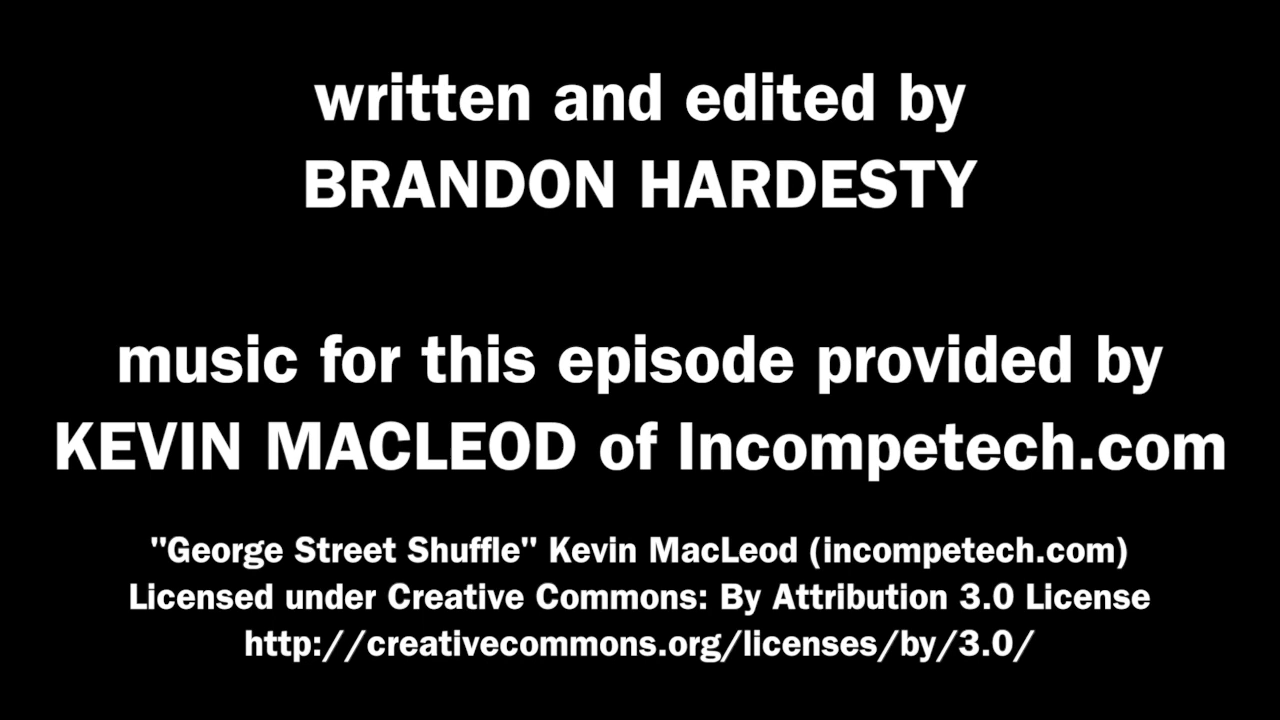 written and edited by
BRANDON HARDESTY
music for this episode provided by
KEVIN MACLEOD of Incompetech.com
"George Street Shuffle" Kevin MacLeod (incompetech.com)
Licensed under Creative Commons: By Attribution 3.0 License
http://creativecommons.org/licenses/by/3.0/